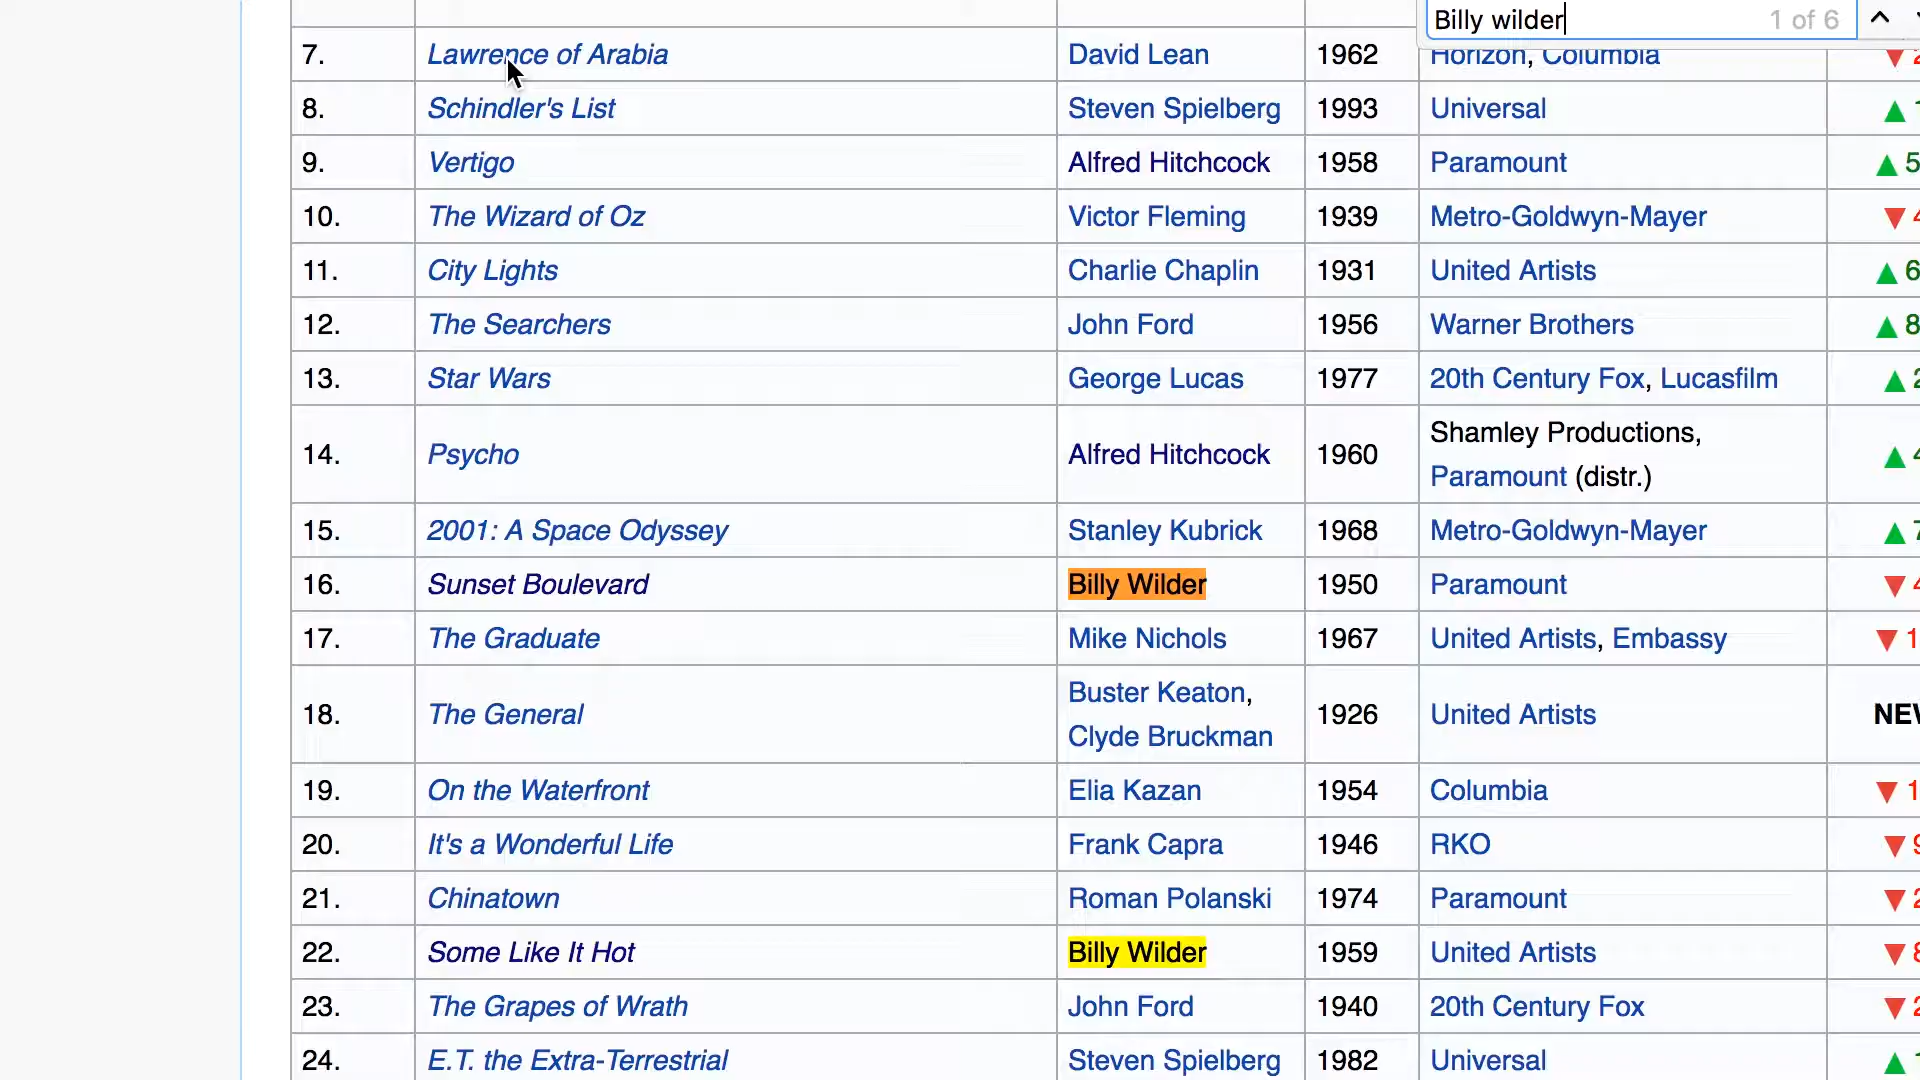 Billy wilder 1 of 6
7. Lawrence of Arabia David Lean 1962 Horizon, Columbia ▼
8. Schindler's List Steven Spielberg 1993 Universal ▲
9. Vertigo Alfred Hitchcock 1958 Paramount ▲ 5
10. The Wizard of Oz Victor Fleming 1939 Metro-Goldwyn-Mayer ▼
11. City Lights Charlie Chaplin 1931 United Artists ▲ 6
12. The Searchers John Ford 1956 Warner Brothers ▲ 8
13. Star Wars George Lucas 1977 20th Century Fox, Lucasfilm ▲
14. Psycho Alfred Hitchcock 1960 Shamley Productions,
Paramount (distr.) ▲
15. 2001: A Space Odyssey Stanley Kubrick 1968 Metro-Goldwyn-Mayer ▲
16. Sunset Boulevard Billy Wilder 1950 Paramount ▼
17. The Graduate Mike Nichols 1967 United Artists, Embassy ▼ 1
18. The General Buster Keaton,
Clyde Bruckman 1926 United Artists
19. On the Waterfront Elia Kazan 1954 Columbia ▼ 1
20. It's a Wonderful Life Frank Capra 1946 RKO ▼
21. Chinatown Roman Polanski 1974 Paramount ▼
22. Some Like It Hot Billy Wilder 1959 United Artists ▼
23. The Grapes of Wrath John Ford 1940 20th Century Fox ▼
24. E.T. the Extra-Terrestrial Steven Spielberg 1982 Universal ▲